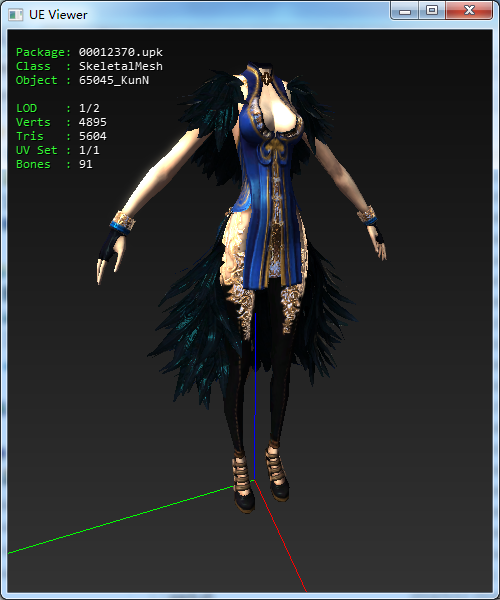 UE Viewer
Package: 00012370.upk
Class : SkeletalMesh
Object : 65045_KunN
LOD : 1/2
Verts : 4895
Tris : 5604
UV Set : 1/1
Bones : 91